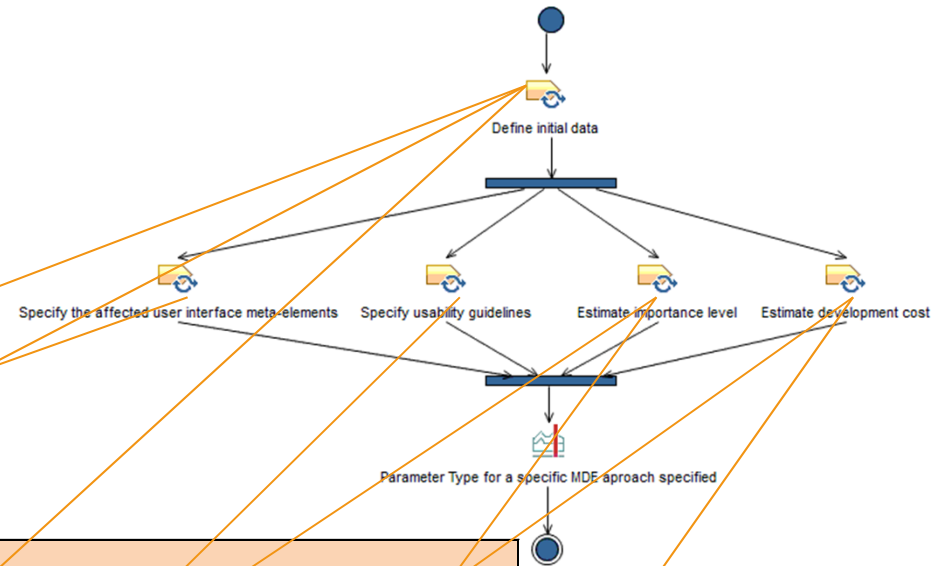 Define initial data
Specify the affected user interface meta-elements
Specify usability guidelines
Estimate importance level
Estimate development cost
Parameter Type for a specific MDE aproach specified